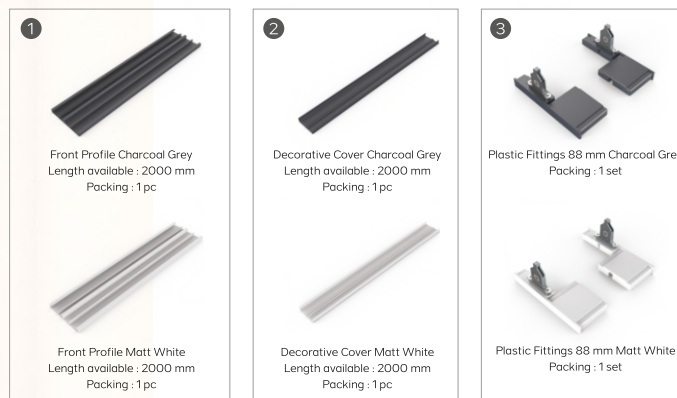 1
Front Profile Charcoal Grey
Length available : 2000 mm
Packing : 1 pc
Front Profile Matt White
Length available : 2000 mm
Packing : 1 pc
2
Decorative Cover Charcoal Grey
Length available : 2000 mm
Packing : 1 pc
Decorative Cover Matt White
Length available : 2000 mm
Packing : 1 pc
3
Plastic Fittings 88 mm Charcoal Gre
Packing : 1 set
Plastic Fittings 88 mm Matt White
Packing : 1 set